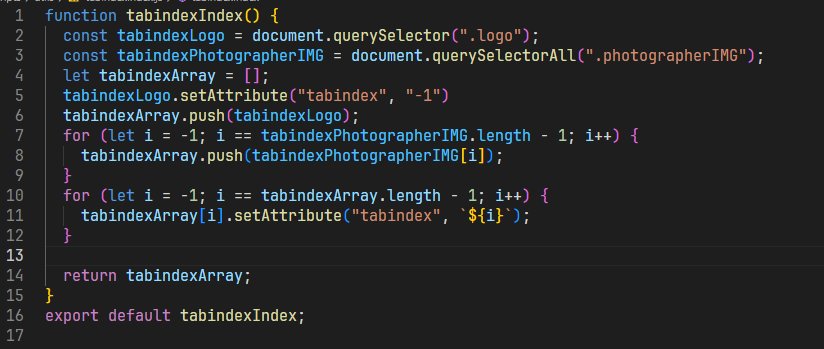 1 function tabindexIndex() {
2   const tabindexLogo = document.querySelector(".logo");
3   const tabindexPhotographerIMG = document.querySelectorAll(".photographerIMG");
4   let tabindexArray = [];
5   tabindexLogo.setAttribute("tabindex", "-1")
6   tabindexArray.push(tabindexLogo);
7   for (let i = -1; i == tabindexPhotographerIMG.length - 1; i++) {
8     tabindexArray.push(tabindexPhotographerIMG[i]);
9   }
10   for (let i = -1; i == tabindexArray.length - 1; i++) {
11     tabindexArray[i].setAttribute("tabindex", `${i}`);
12   }
13
14   return tabindexArray;
15 }
16 export default tabindexIndex;
17